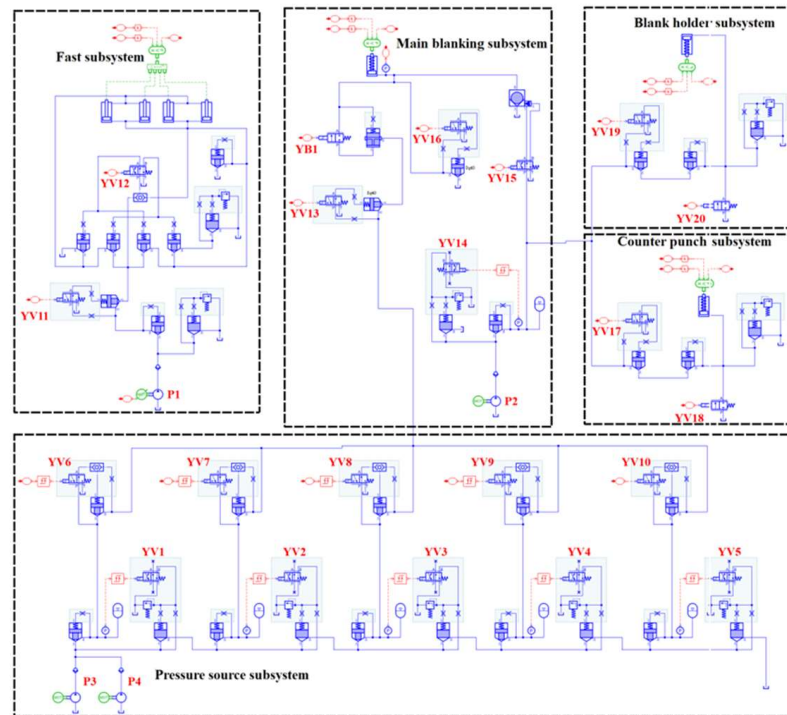 Fast subsystem
YV12
YV11
P1
Main blanking subsystem
YB1
YV16
YV15
YV13
YV14
P2
Blank holder subsystem
YV19
YV20
Counter punch subsystem
YV17
YV18
YV6
YV7
YV8
YV9
YV10
YV1
YV2
YV3
YV4
YV5
P3
P4
Pressure source subsystem